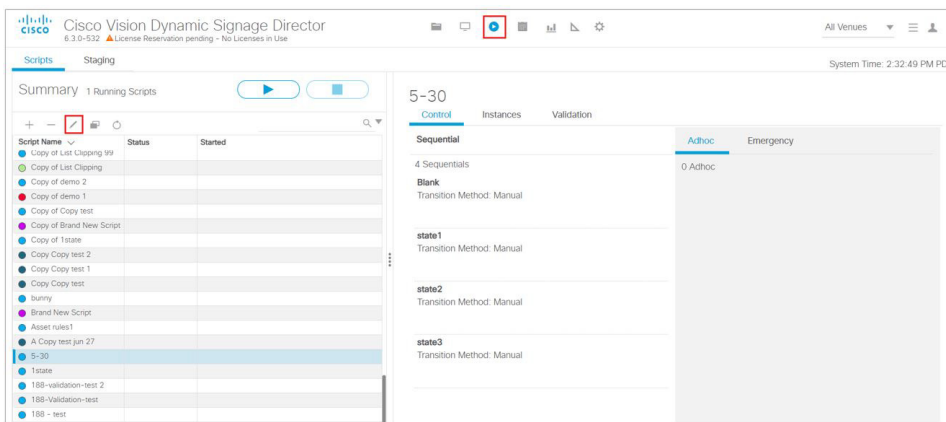 CISCO
Cisco Vision Dynamic Signage Director
6.3.0-532 License Reservation pending - No Licenses in Use
All Venues
Scripts Staging
System Time: 2:32:49 PM PD
Summary 1 Running Scripts
Script Name Status Started
Copy of List Clipping 99
Copy of List Clipping
Copy of demo 2
Copy of demo 1
Copy of Copy test
Copy of Brand New Script
Copy of 1state
Copy Copy test 2
Copy Copy test 1
Copy Copy test
bunny
Brand New Script
Asset rules1
A Copy test jun 27
5-30
1state
188-validation-test 2
188-Validation-test
188 - test
5-30
Control Instances Validation
Sequential
4 Sequentials
Blank
Transition Method: Manual
state1
Transition Method: Manual
state2
Transition Method: Manual
state3
Transition Method: Manual
Adhoc Emergency
0 Adhoc